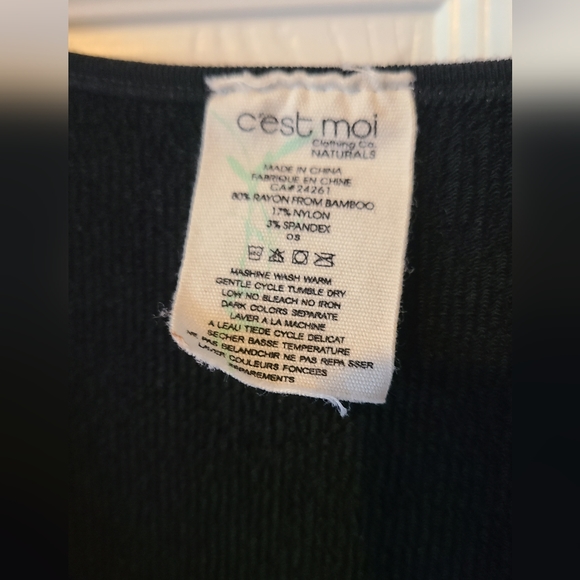 c'est moi
Clothing Co.
NATURALS
MADE IN CHINA
FABRIQUE EN CHINE
CA#24261
80% RAYON FROM BAMBOO
17% NYLON
3% SPANDEX
OS
MASHINE WASH WARM
GENTLE CYCLE TUMBLE DRY
LOW NO BLEACH NO IRON
DARK COLORS SEPARATE
LAVER A LA MACHINE
A LEAU TIEDE CYCLE DELICAT
SECHER BASSE TEMPERATURE
NE PAS BELANDCHIR NE PAS REPA SSER
LAVER COULEURS FONCEES
SEPAREMENTS